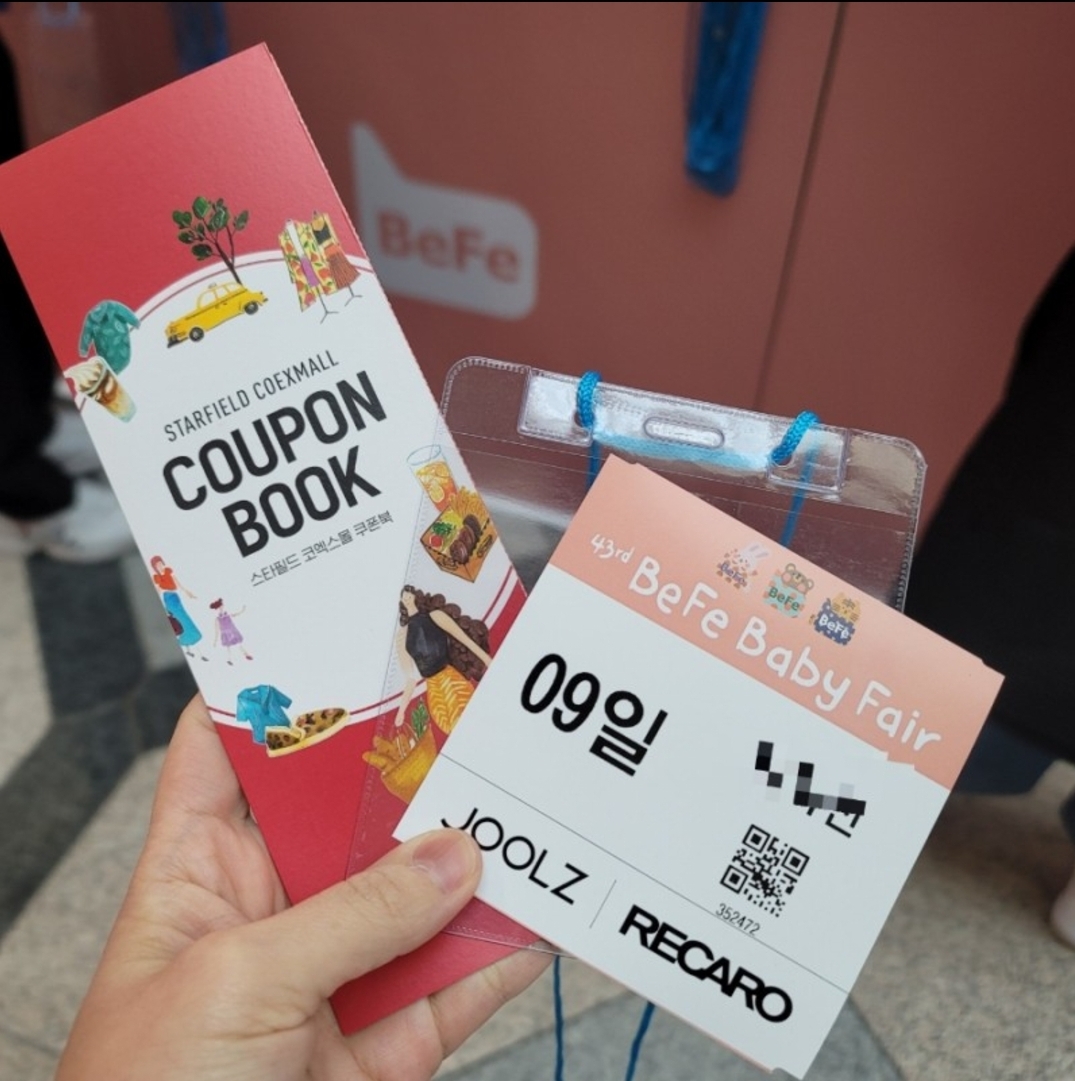 BeFe
STARFIELD COEXMALL
COUPON
BOOK
스타필드 코엑스몰 쿠폰북
BeFe
BeFe
BeFe
43rd BeFe Baby Fair
09일
352472
JOOLZ | RECARO